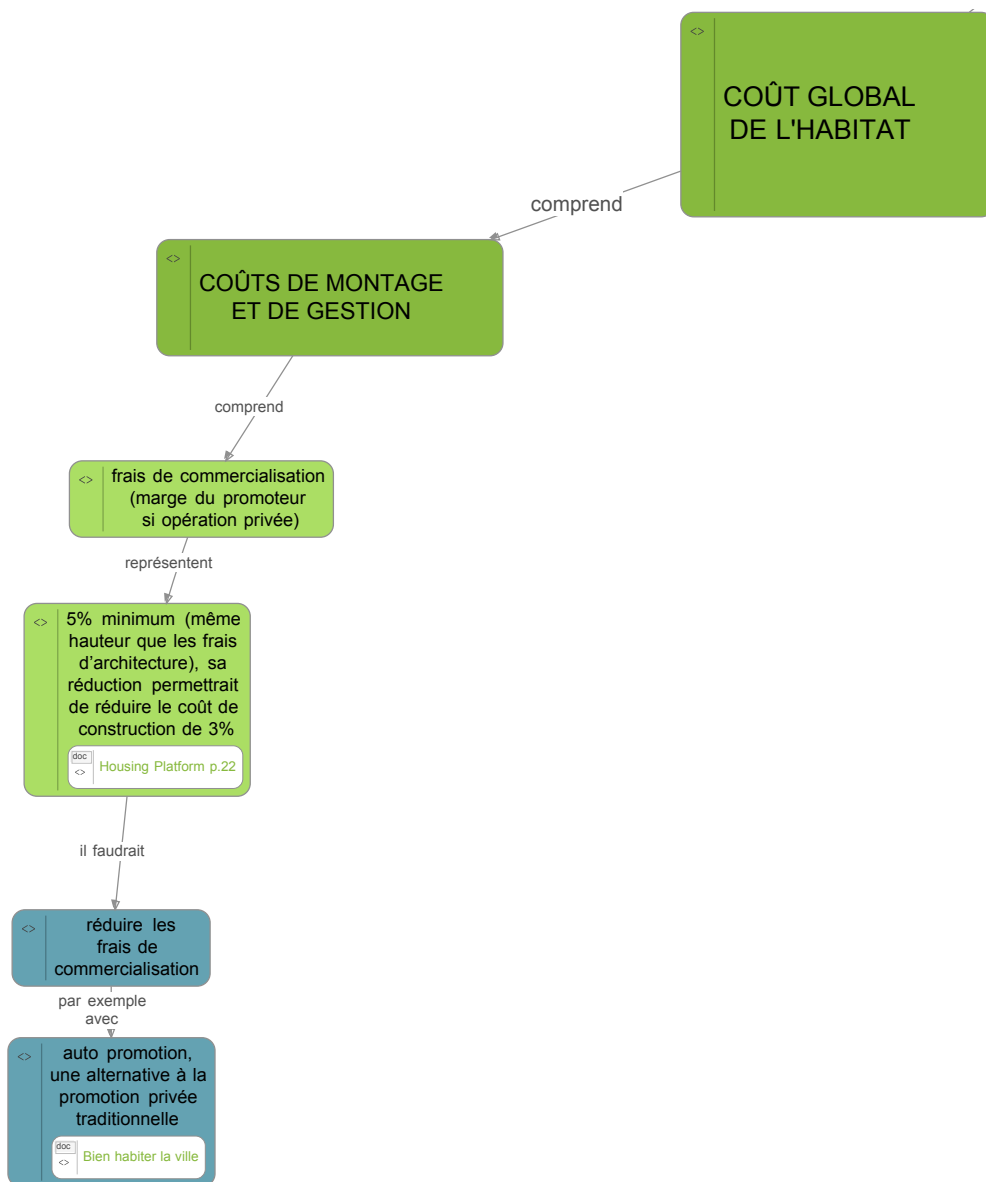 <>
COÛT GLOBAL
DE L'HABITAT
comprend
<>
COÛTS DE MONTAGE
ET DE GESTION
comprend
<>
frais de commercialisation
(marge du promoteur
si opération privée)
représentent
<>
5% minimum (même
hauteur que les frais
d’architecture), sa
réduction permettrait
de réduire le coût de
construction de 3%
doc
<>
Housing Platform p.22
il faudrait
<>
réduire les
frais de
commercialisation
par exemple
avec
<>
auto promotion,
une alternative à la
promotion privée
traditionnelle
doc
<>
Bien habiter la ville